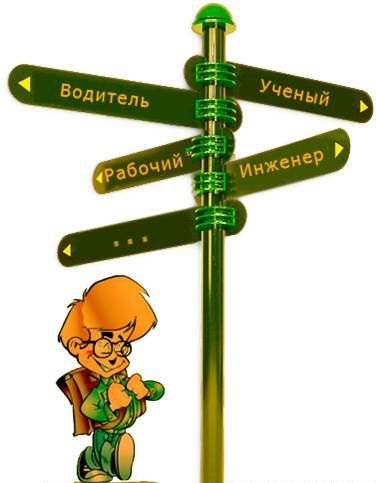 Ученый
Водитель
Рабочий
Инженер
...